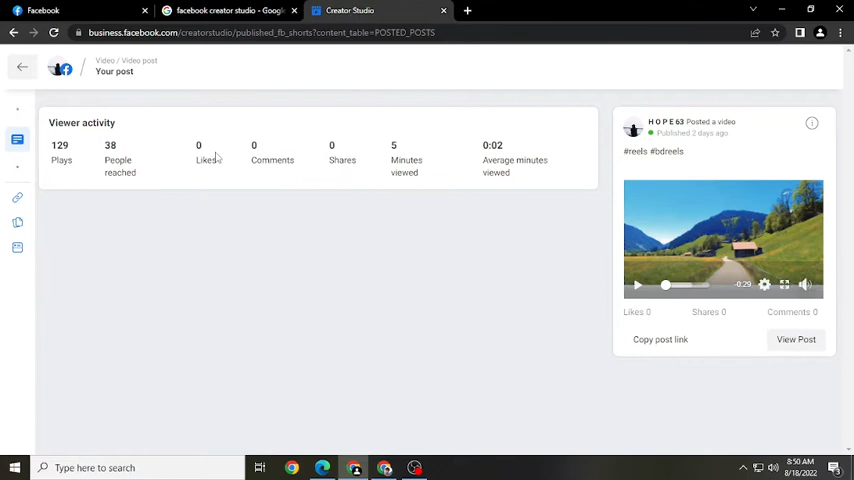 Facebook
facebook creator studio - Google
Creator Studio
business.facebook.com/creatorstudio/published_fb_shorts?content_table=POSTED_POSTS
Video / Video post
Your post
Viewer activity
129 38 0 0 0 5 0:02
Plays People reached Likes Comments Shares Minutes viewed Average minutes viewed
H O P E 63 Posted a video
Published 2 days ago
#reels #bdreels
-0:29
Likes 0 Shares 0 Comments 0
Copy post link View Post
Type here to search
8:50 AM
8/18/2022
3